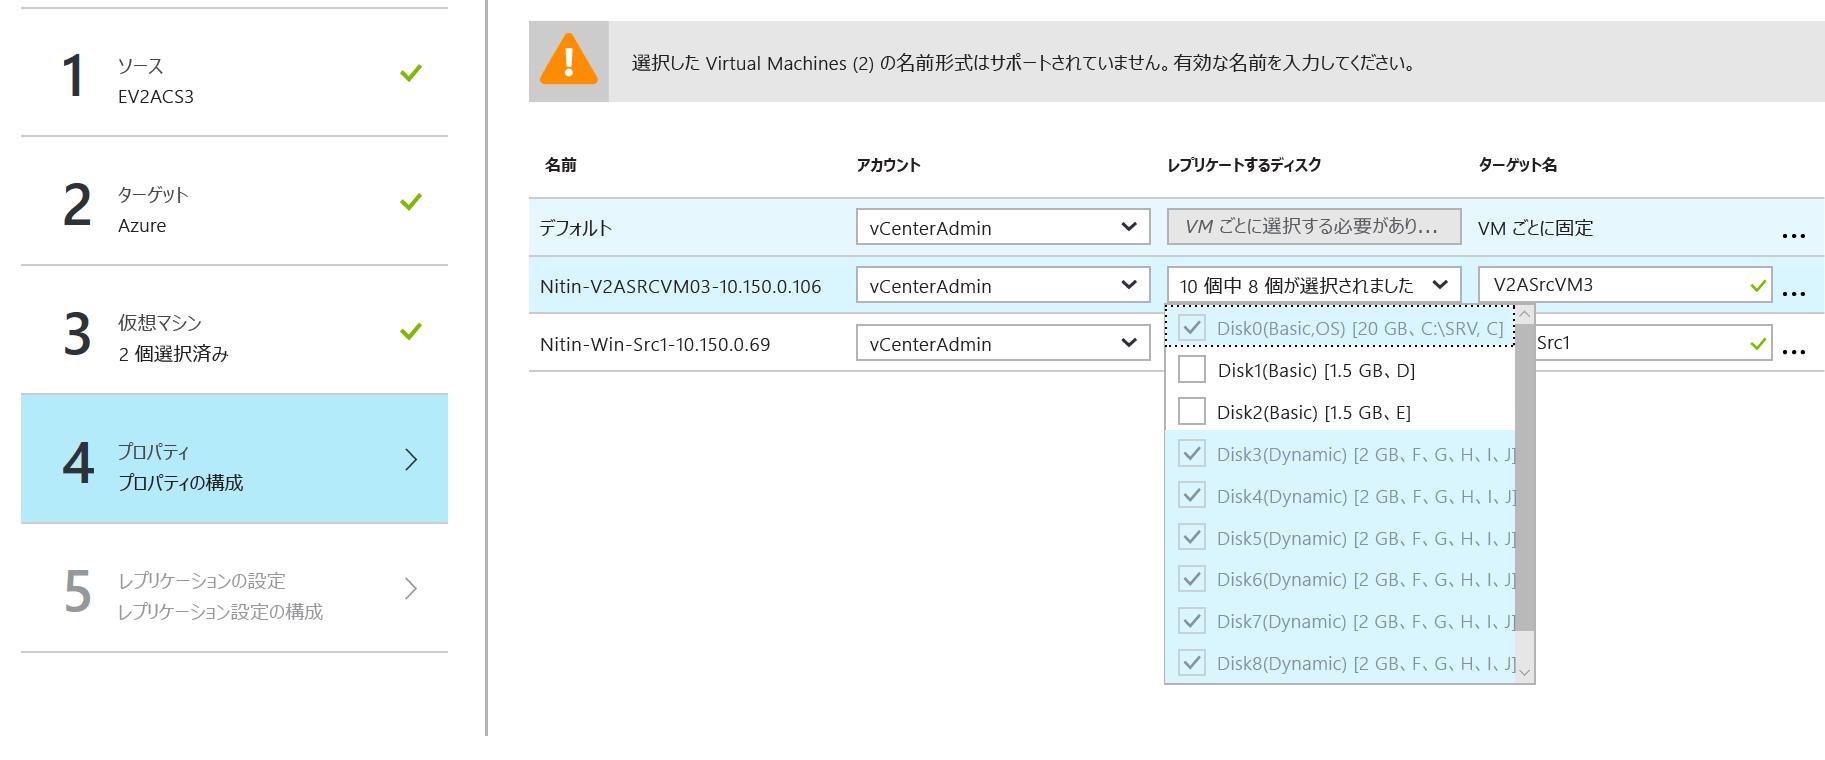 1
ソース
EV2ACS3
2
ターゲット
Azure
3
仮想マシン
2 個選択済み
4
プロパティ
プロパティの構成
5
レプリケーションの設定
レプリケーション設定の構成
選択した Virtual Machines (2) の名前形式はサポートされていません。有効な名前を入力してください。
名前 アカウント レプリケートするディスク ターゲット名
デフォルト vCenterAdmin VM ごとに選択する必要があり... VM ごとに固定 ...
Nitin-V2ASRCVM03-10.150.0.106 vCenterAdmin 10 個中 8 個が選択されました V2ASrcVM3 ...
Nitin-Win-Src1-10.150.0.69 vCenterAdmin Src1 ...
Disk0(Basic,OS) [20 GB、C:\SRV, C]
Disk1(Basic) [1.5 GB、D]
Disk2(Basic) [1.5 GB、E]
Disk3(Dynamic) [2 GB、F、G、H、I、J]
Disk4(Dynamic) [2 GB、F、G、H、I、J]
Disk5(Dynamic) [2 GB、F、G、H、I、J]
Disk6(Dynamic) [2 GB、F、G、H、I、J]
Disk7(Dynamic) [2 GB、F、G、H、I、J]
Disk8(Dynamic) [2 GB、F、G、H、I、J]